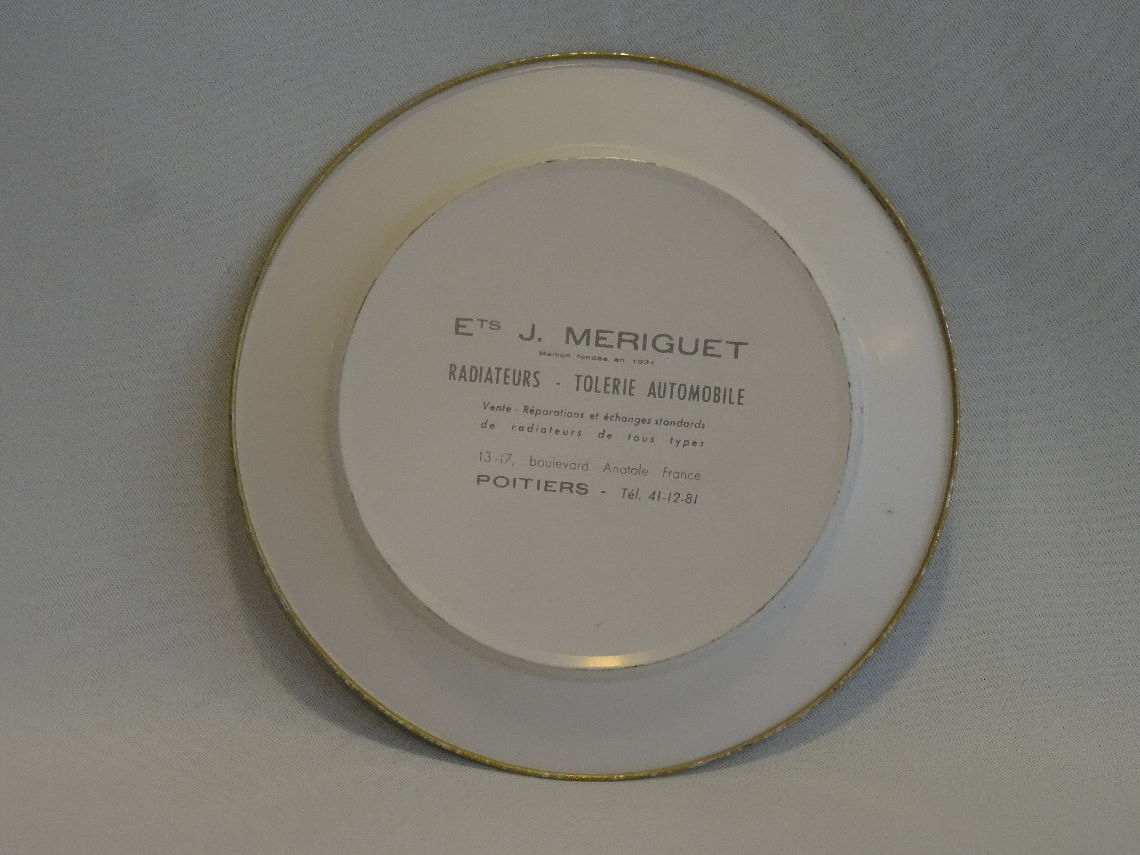 Ets J. MERIGUET
Maison fondée en 1931
RADIATEURS - TOLERIE AUTOMOBILE
Vente - Réparations et échanges standards
de radiateurs de tous types
13-17, boulevard Anatole France
POITIERS - Tél. 41-12-81